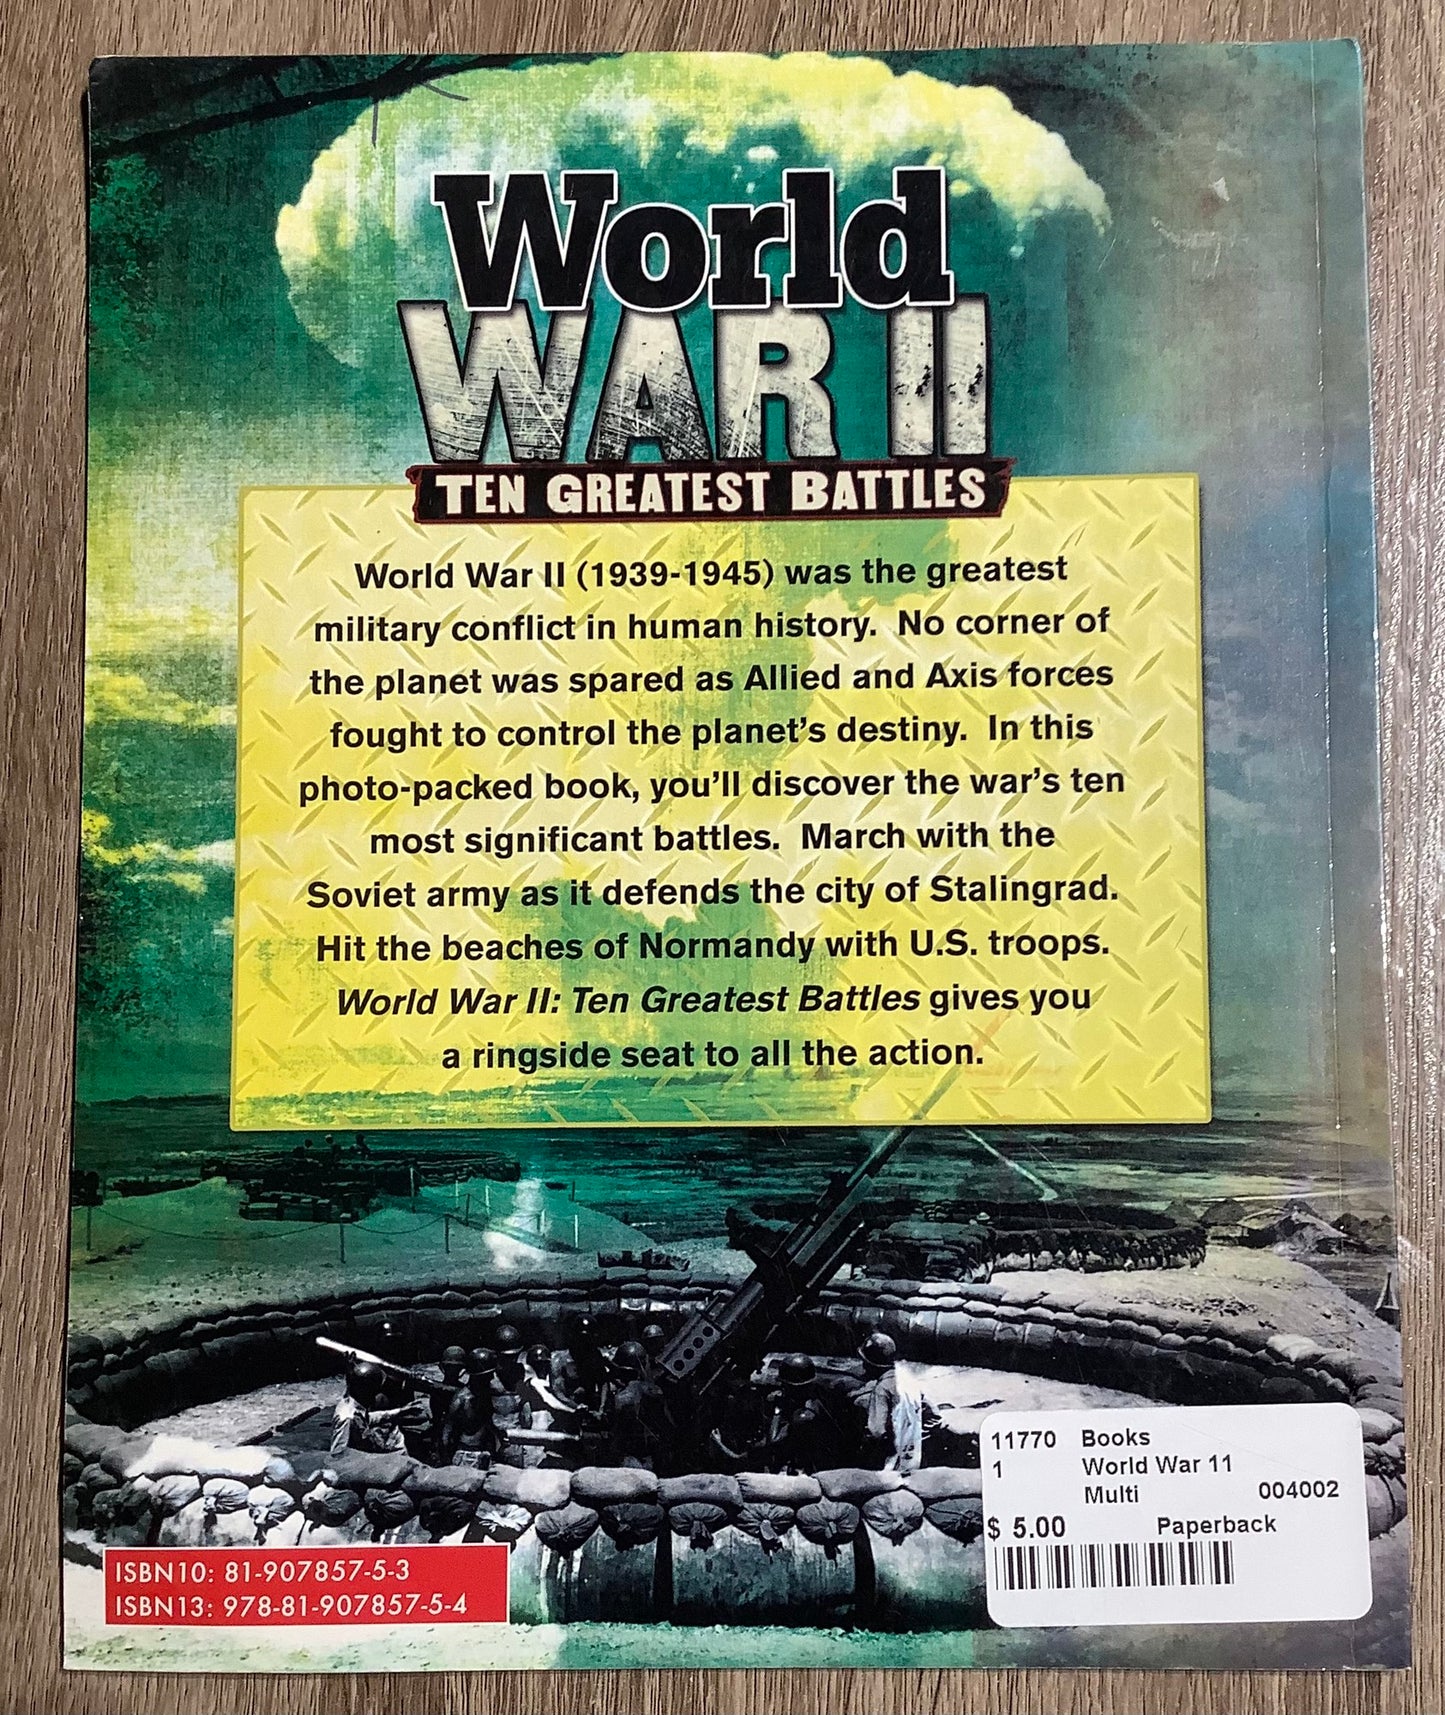 World
WAR II
TEN GREATEST BATTLES
World War II (1939-1945) was the greatest
military conflict in human history. No corner of
the planet was spared as Allied and Axis forces
fought to control the planet's destiny. In this
photo-packed book, you'll discover the war's ten
most significant battles. March with the
Soviet army as it defends the city of Stalingrad.
Hit the beaches of Normandy with U.S. troops.
World War II: Ten Greatest Battles gives you
a ringside seat to all the action.
11770 Books
1 World War 11
Multi 004002
$ 5.00 Paperback
ISBN10: 81-907857-5-3
ISBN13: 978-81-907857-5-4